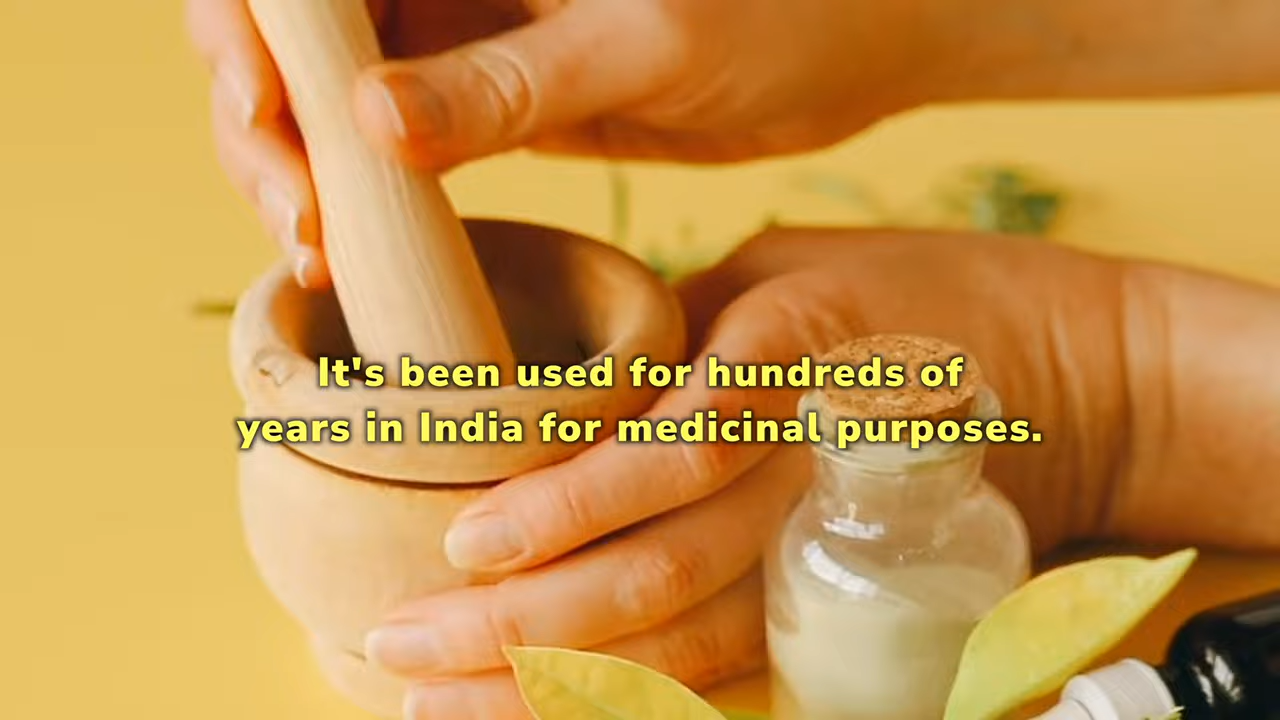 It's been used for hundreds of
years in India for medicinal purposes.